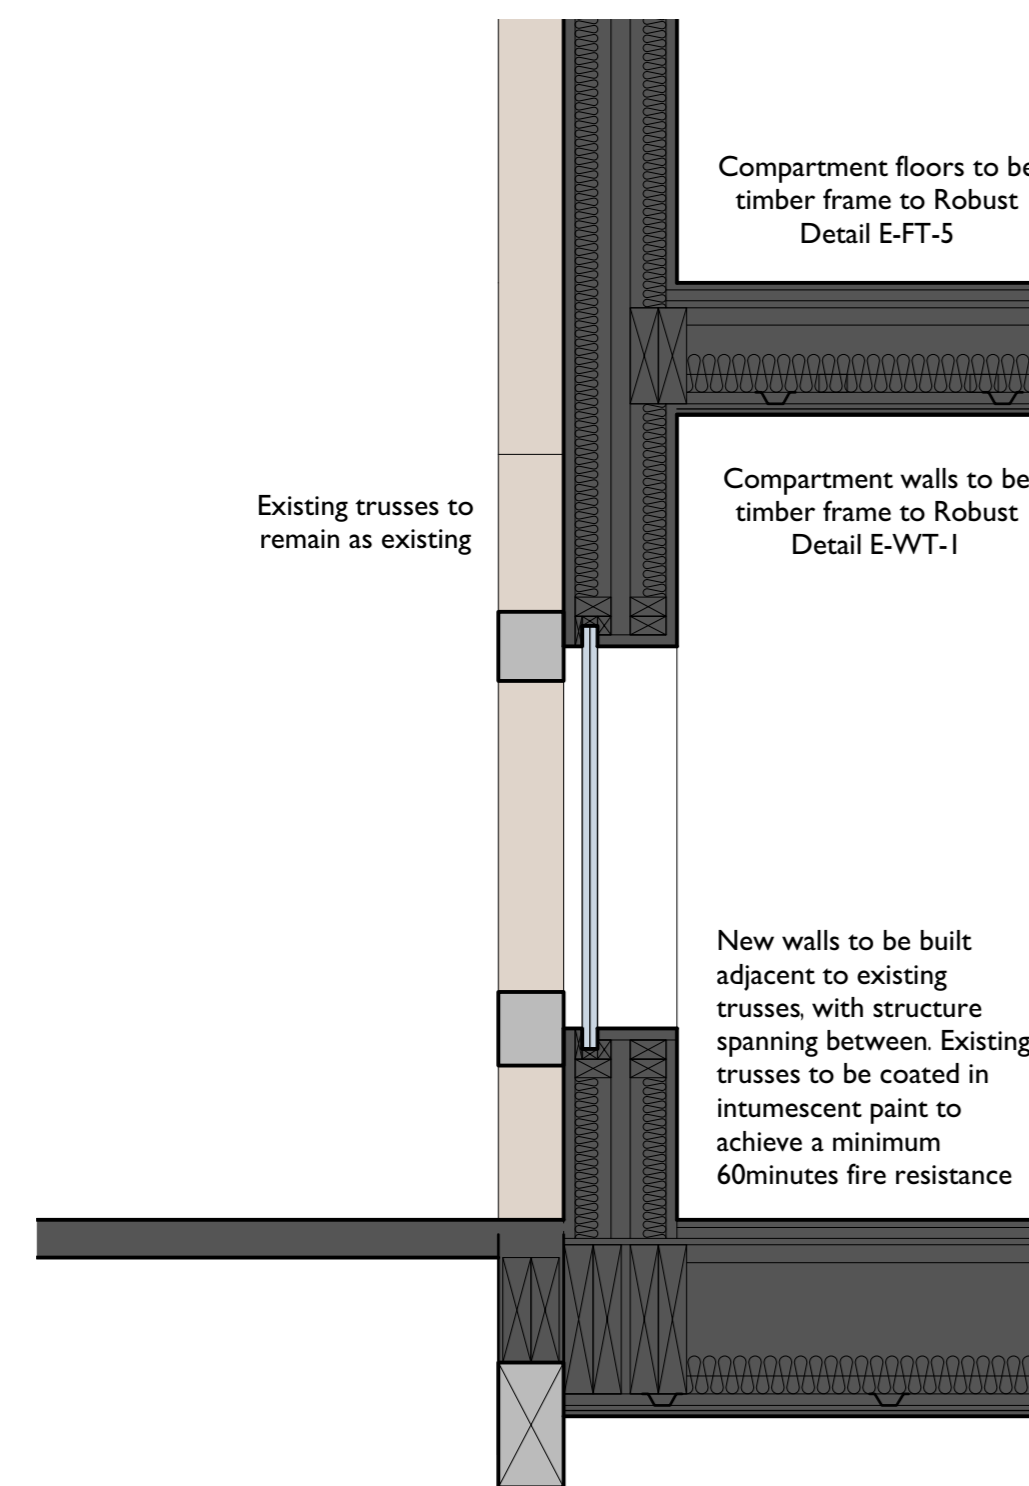 Compartment floors to be
timber frame to Robust
Detail E-FT-5
Existing trusses to
remain as existing
Compartment walls to be
timber frame to Robust
Detail E-WT-1
New walls to be built
adjacent to existing
trusses, with structure
spanning between. Existing
trusses to be coated in
intumescent paint to
achieve a minimum
60minutes fire resistance